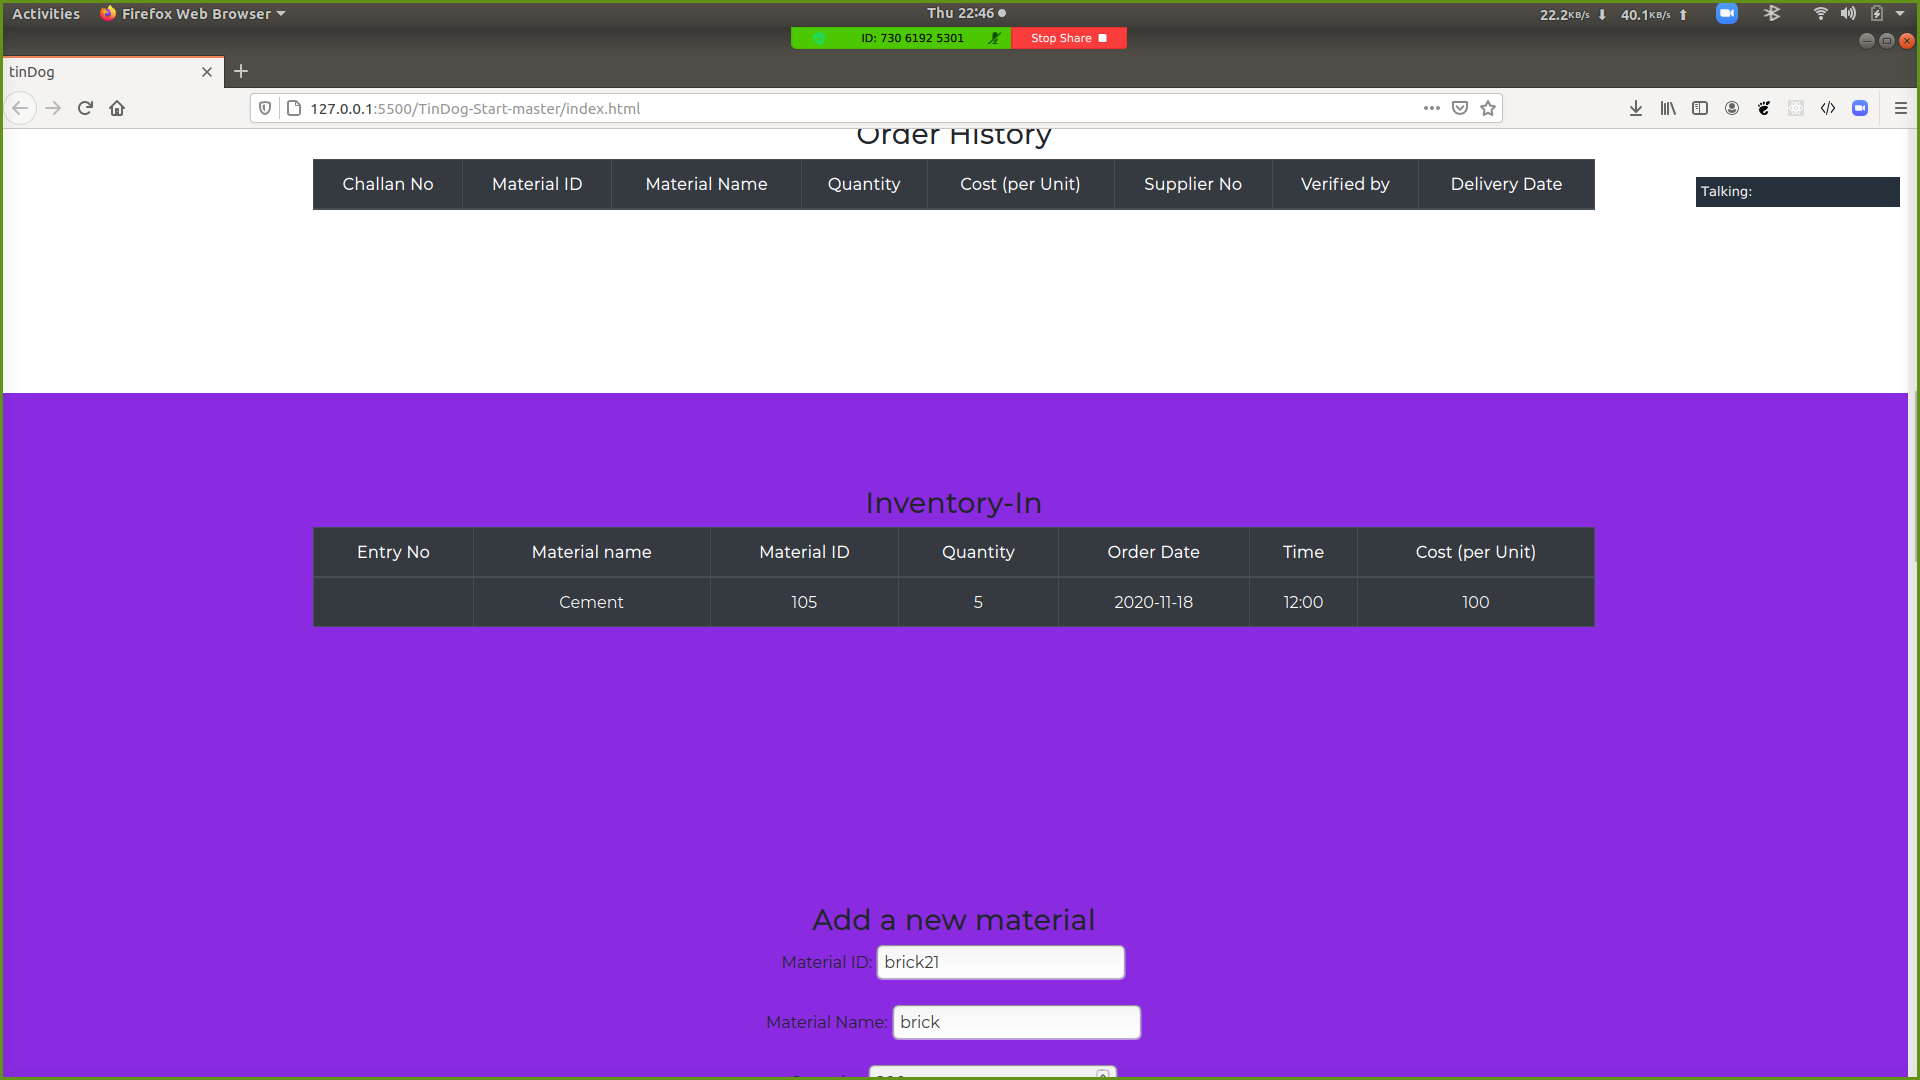 Activities Firefox Web Browser Thu 22:46 22.2KB/s 40.1KB/s
ID: 730 6192 5301 Stop Share
tinDog
127.0.0.1:5500/TinDog-Start-master/index.html
Order History
Challan No Material ID Material Name Quantity Cost (per Unit) Supplier No Verified by Delivery Date
Talking:
Inventory-In
Entry No Material name Material ID Quantity Order Date Time Cost (per Unit)
Cement 105 5 2020-11-18 12:00 100
Add a new material
Material ID: brick21
Material Name: brick